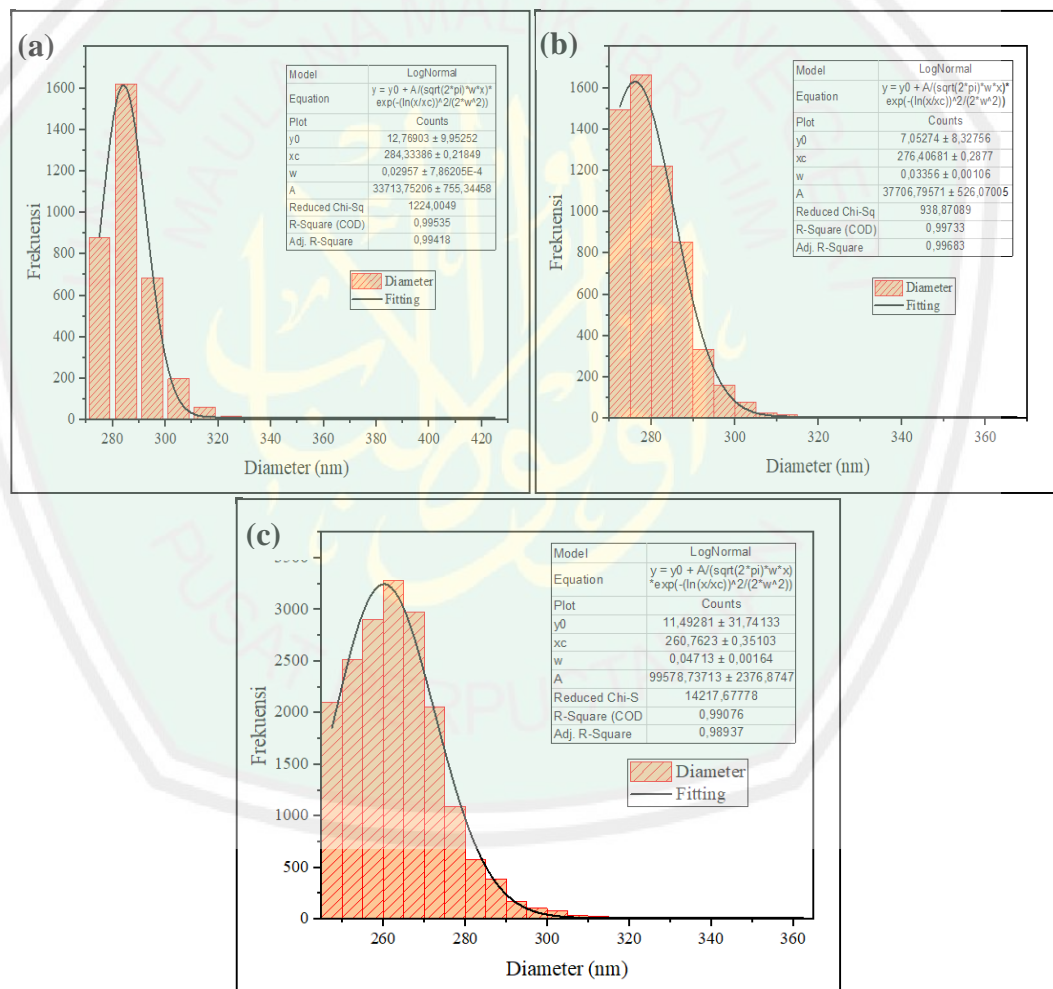 (a)
Model LogNormal
Equation y = y0 + A/(sqrt(2*pi)*w*x)*
exp(-(ln(x/xc))^2/(2*w^2))
Plot Counts
y0 12,76903 ± 9,95252
xc 284,33386 ± 0,21849
w 0,02957 ± 7,86205E-4
A 33713,75206 ± 755,34458
Reduced Chi-Sq 1224,0049
R-Square (COD) 0,99535
Adj. R-Square 0,99418
Diameter
Fitting
Frekuensi
1600
1400
1200
1000
800
600
400
200
0
280 300 320 340 360 380 400 420
Diameter (nm)
(b)
Model LogNormal
Equation y = y0 + A/(sqrt(2*pi)*w*x)*
exp(-(ln(x/xc))^2/(2*w^2))
Plot Counts
y0 7,05274 ± 8,32756
xc 276,40681 ± 0,2877
w 0,03356 ± 0,00106
A 37706,79571 ± 526,07005
Reduced Chi-Sq 938,87089
R-Square (COD) 0,99733
Adj. R-Square 0,99683
Diameter
Fitting
Frekuensi
1600
1400
1200
1000
800
600
400
200
0
280 300 320 340 360
Diameter (nm)
(c)
Model LogNormal
Equation y = y0 + A/(sqrt(2*pi)*w*x)
*exp(-(ln(x/xc))^2/(2*w^2))
Plot Counts
y0 11,49281 ± 31,74133
xc 260,7623 ± 0,35103
w 0,04713 ± 0,00164
A 99578,73713 ± 2376,8747
Reduced Chi-S 14217,67778
R-Square (COD 0,99076
Adj. R-Square 0,98937
Diameter
Fitting
Frekuensi
3000
2500
2000
1500
1000
500
0
260 280 300 320 340 360
Diameter (nm)
MALIK IBRAHIM
PUSAT